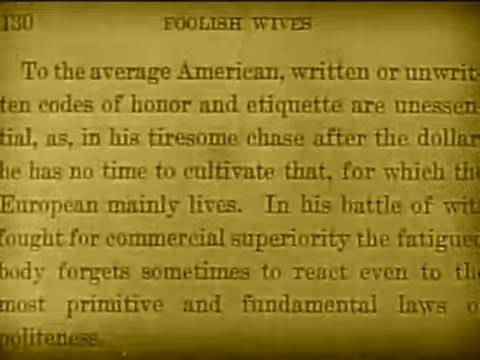 130 FOOLISH WIVES
To the average American, written or unwrit-
ten codes of honor and etiquette are unessen-
tial, as, in his tiresome chase after the dollar
he has no time to cultivate that, for which the
European mainly lives. In his battle of wit
fought for commercial superiority the fatigued
body forgets sometimes to react even to the
most primitive and fundamental laws o
politeness.